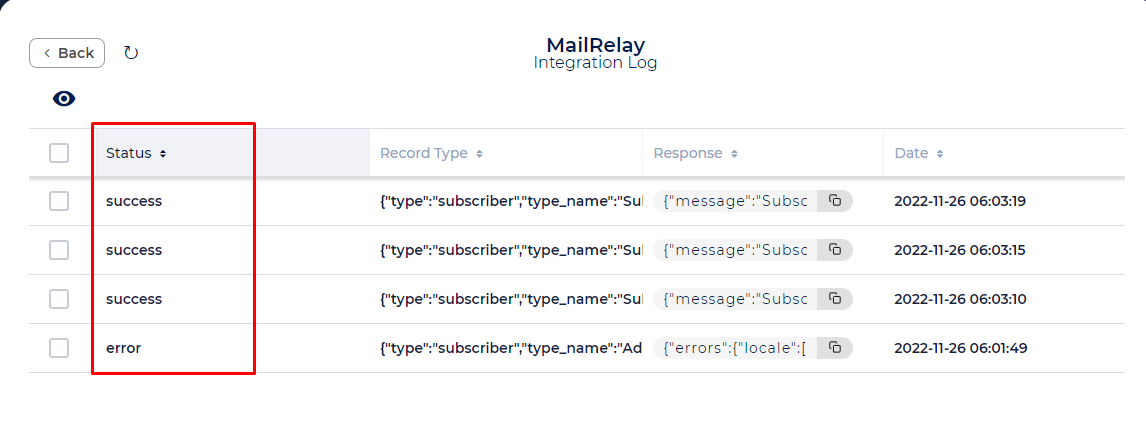 Back
MailRelay
Integration Log
Status Record Type Response Date
success {"type":"subscriber","type_name":"Su {"message":"Subsc 2022-11-26 06:03:19
success {"type":"subscriber","type_name":"Su {"message":"Subsc 2022-11-26 06:03:15
success {"type":"subscriber","type_name":"Su {"message":"Subsc 2022-11-26 06:03:10
error {"type":"subscriber","type_name":"Ad {"errors":{"locale":[ 2022-11-26 06:01:49